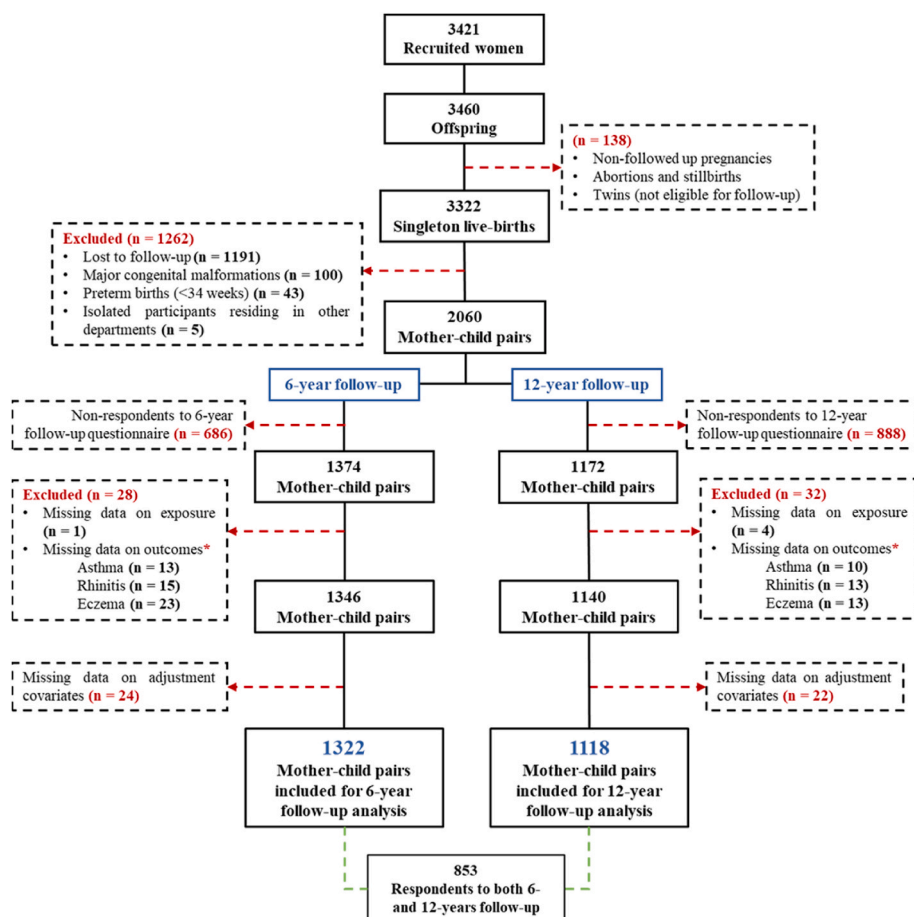 3421
Recruited women
3460
Offspring
(n = 138)
• Non-followed up pregnancies
• Abortions and stillbirths
• Twins (not eligible for follow-up)
3322
Singleton live-births
Excluded (n = 1262)
• Lost to follow-up (n = 1191)
• Major congenital malformations (n = 100)
• Preterm births (<34 weeks) (n = 43)
• Isolated participants residing in other
departments (n = 5)
2060
Mother-child pairs
6-year follow-up
12-year follow-up
Non-respondents to 6-year
follow-up questionnaire (n = 686)
Non-respondents to 12-year
follow-up questionnaire (n = 888)
1374
Mother-child pairs
1172
Mother-child pairs
Excluded (n = 28)
• Missing data on exposure
(n = 1)
• Missing data on outcomes*
Asthma (n = 13)
Rhinitis (n = 15)
Eczema (n = 23)
Excluded (n = 32)
• Missing data on exposure
(n = 4)
• Missing data on outcomes*
Asthma (n = 10)
Rhinitis (n = 13)
Eczema (n = 13)
1346
Mother-child pairs
1140
Mother-child pairs
Missing data on adjustment
covariates (n = 24)
Missing data on adjustment
covariates (n = 22)
1322
Mother-child pairs
included for 6-year
follow-up analysis
1118
Mother-child pairs
included for 12-year
follow-up analysis
853
Respondents to both 6-
and 12-years follow-up